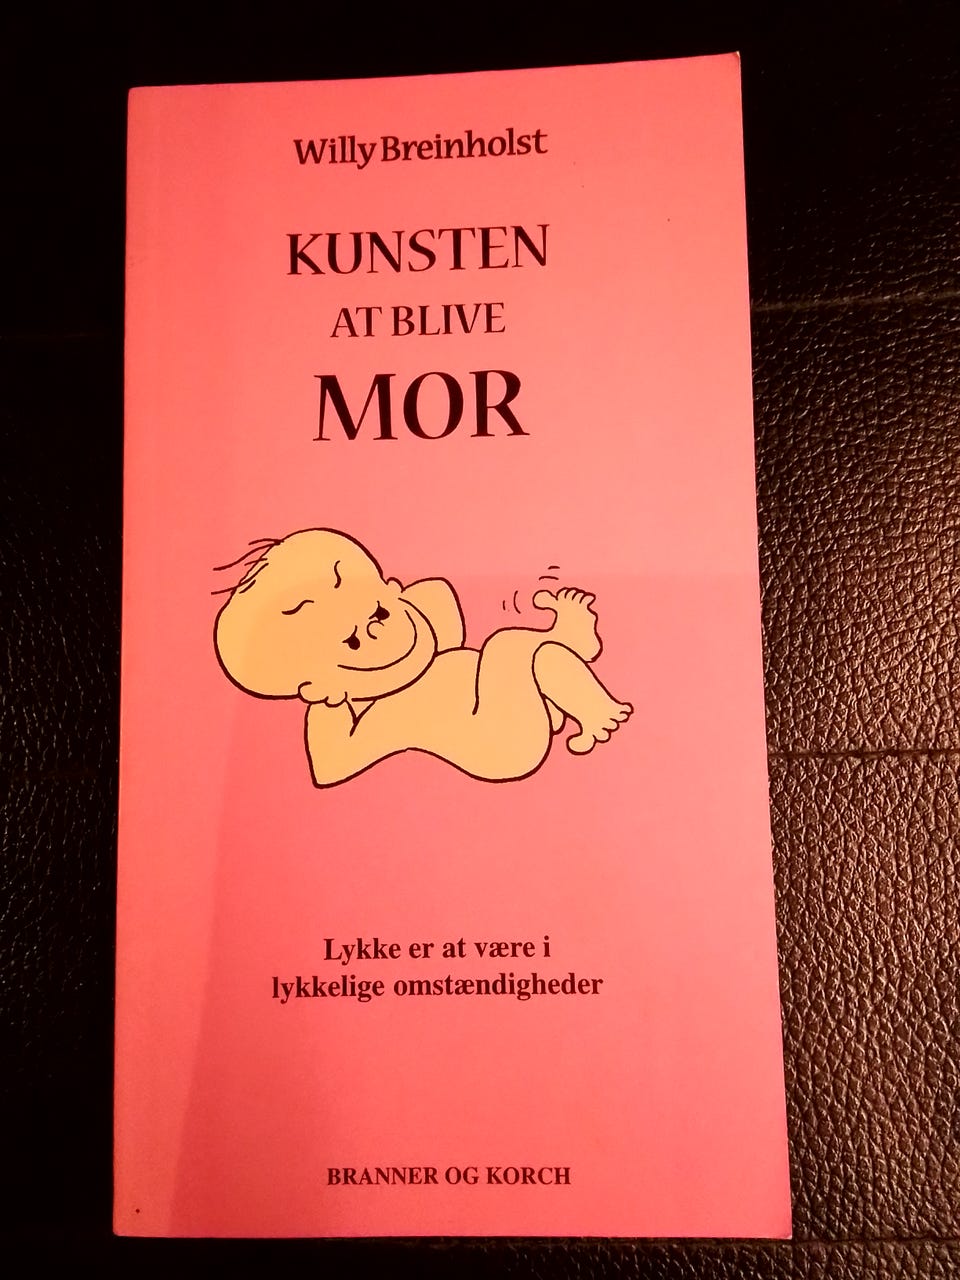 Willy Breinholst
KUNSTEN
AT BLIVE
MOR
Lykke er at være i
lykkelige omstændigheder
BRANNER OG KORCH